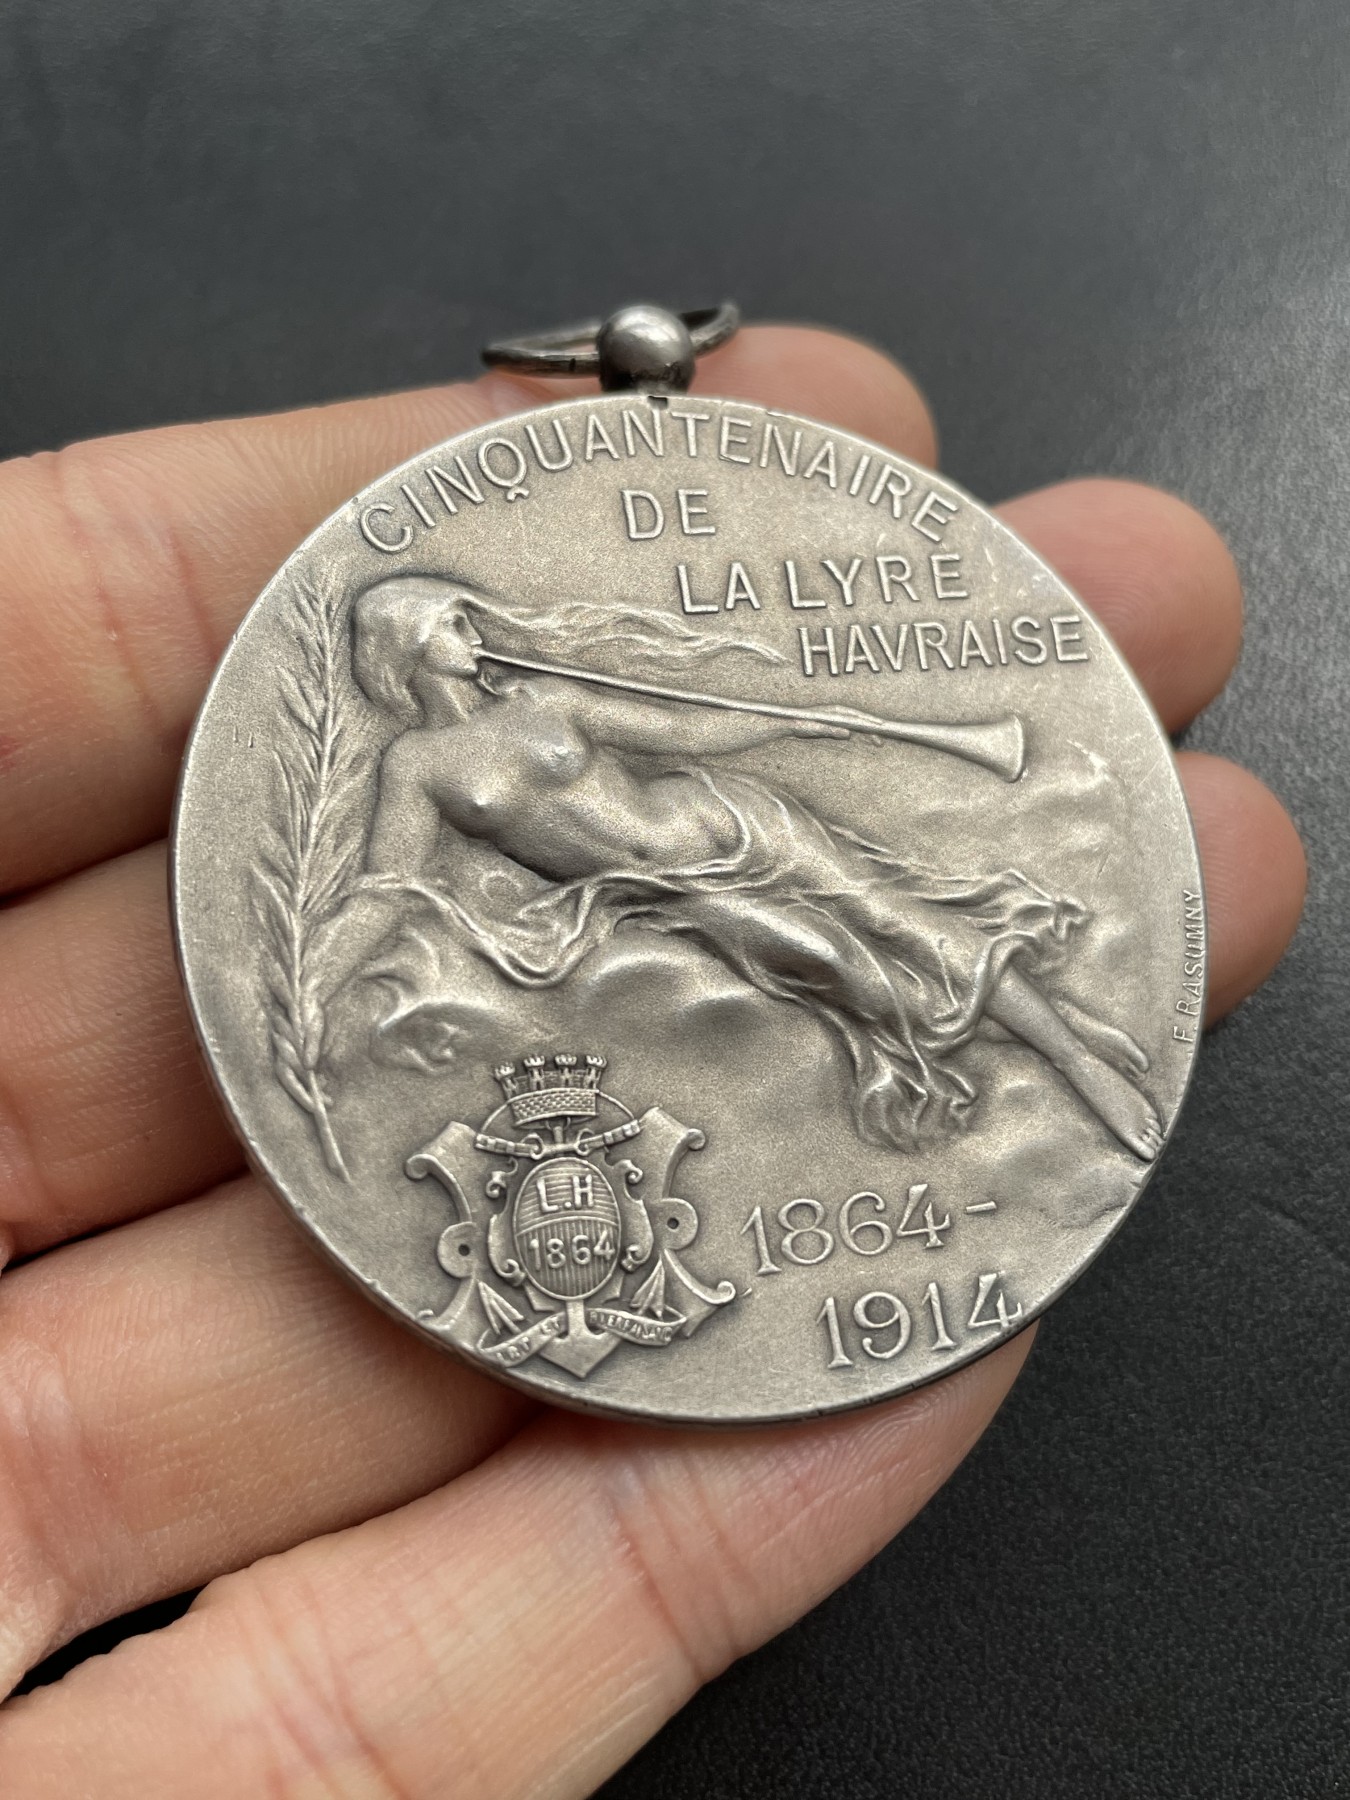 CINQUANTENAIRE
DE
LA LYRE
HAVRAISE
F. RASUMNY
L.H
1864
1864-
1914